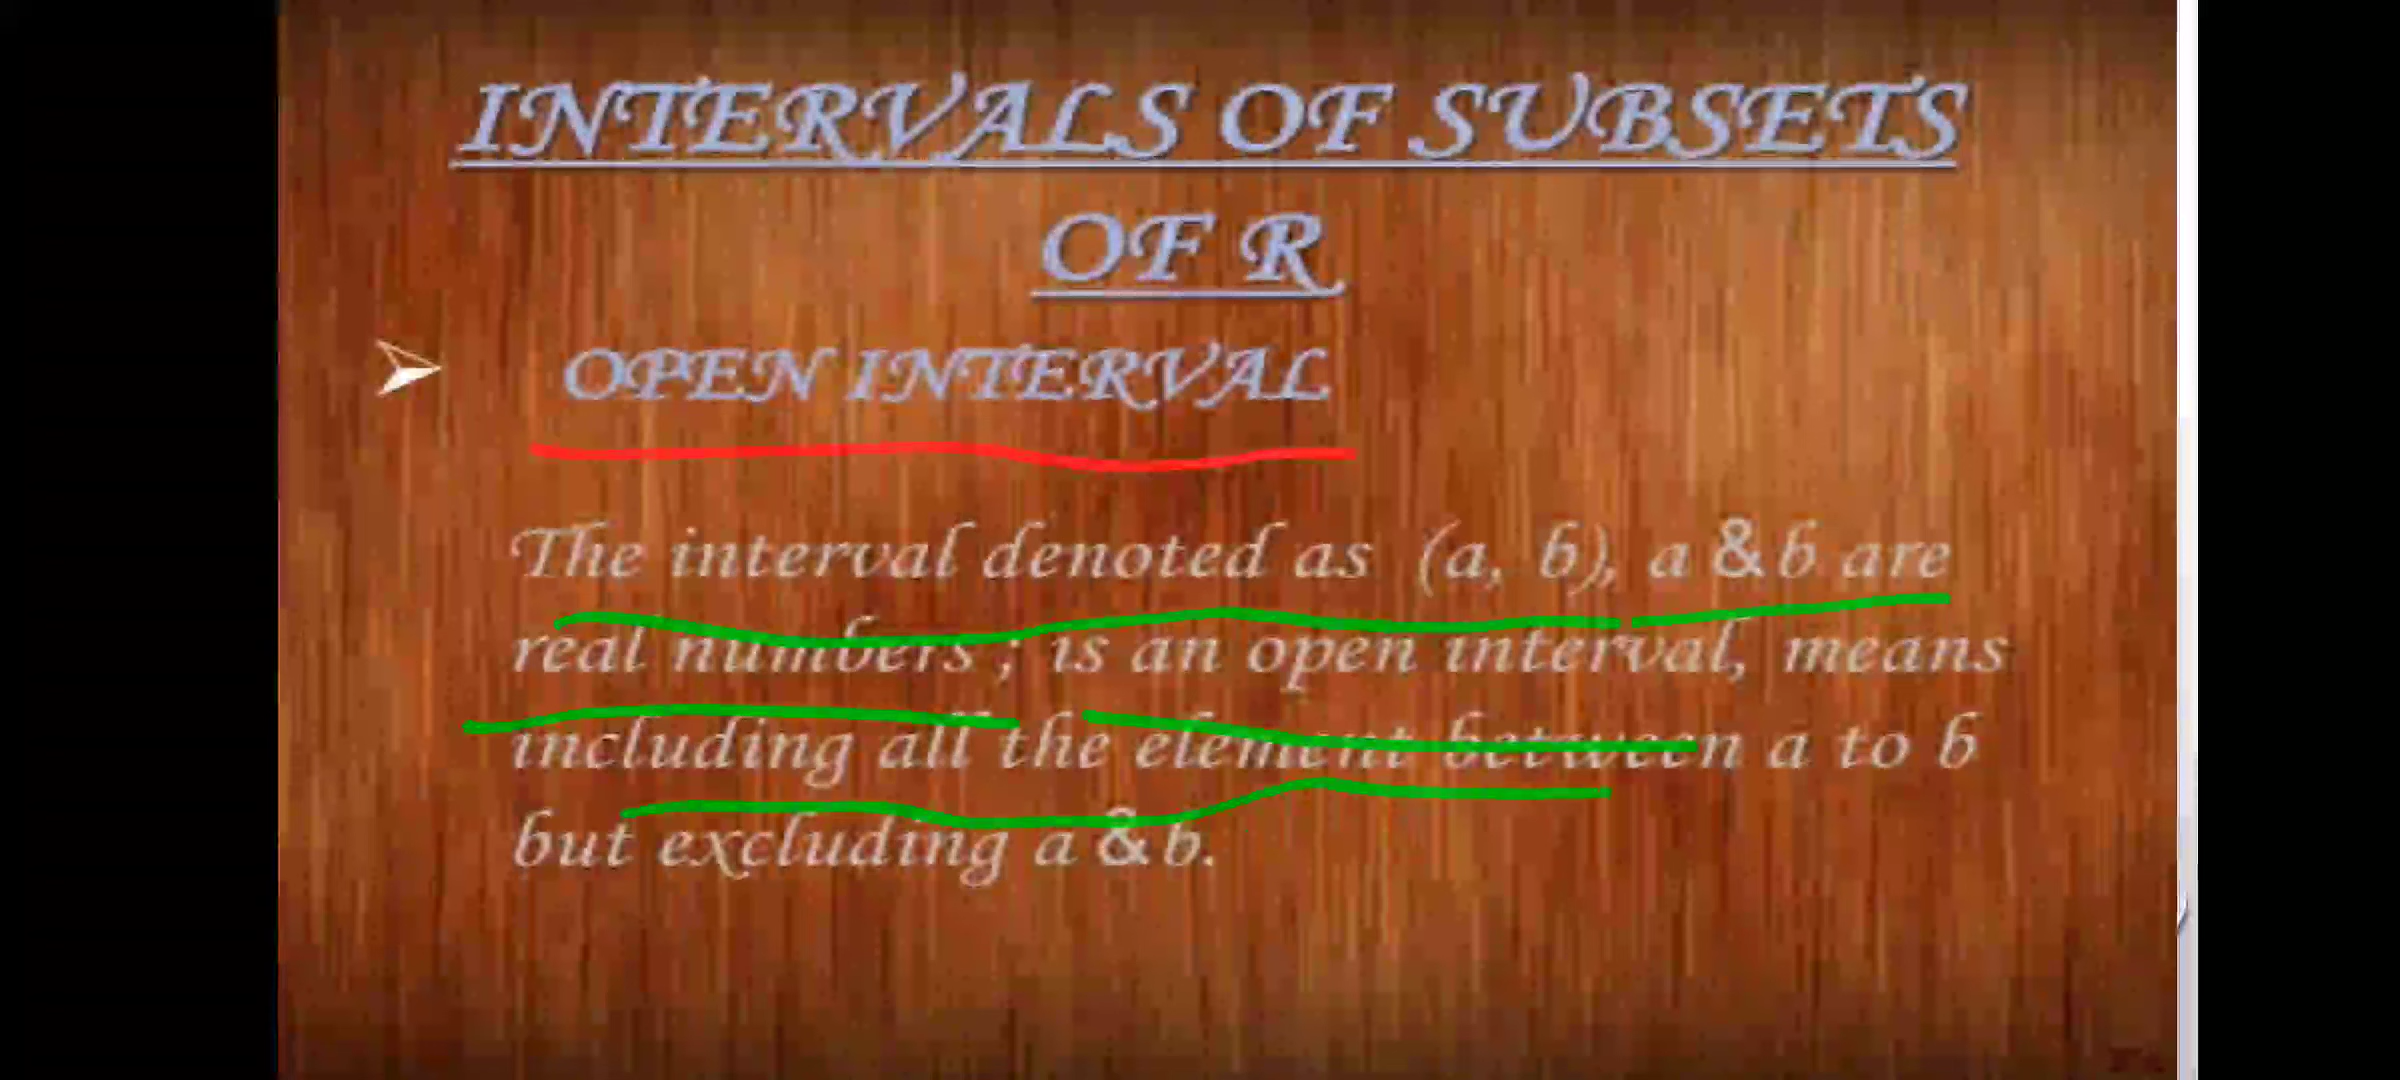 INTERVALS OF SUBSETS
OF R
OPEN INTERVAL
The interval denoted as (a, b), a & b are
real numbers ; is an open interval, means
including all the element between a to b
but excluding a & b.